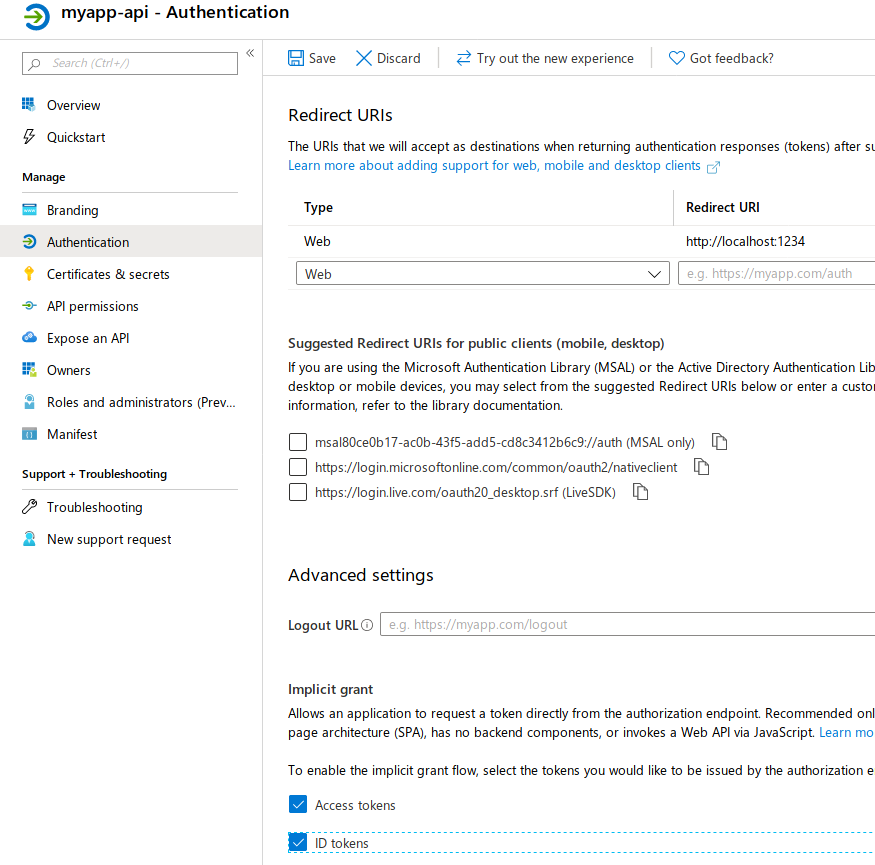 myapp-api - Authentication
Search (Ctrl+/)
«
Overview
Quickstart
Manage
Branding
Authentication
Certificates & secrets
API permissions
Expose an API
Owners
Roles and administrators (Prev...
Manifest
Support + Troubleshooting
Troubleshooting
New support request
Save Discard Try out the new experience Got feedback?
Redirect URIs
The URIs that we will accept as destinations when returning authentication responses (tokens) after su
Learn more about adding support for web, mobile and desktop clients
Type Redirect URI
Web http://localhost:1234
Web e.g. https://myapp.com/auth
Suggested Redirect URIs for public clients (mobile, desktop)
If you are using the Microsoft Authentication Library (MSAL) or the Active Directory Authentication Lib
desktop or mobile devices, you may select from the suggested Redirect URIs below or enter a custo
information, refer to the library documentation.
msal80ce0b17-ac0b-43f5-add5-cd8c3412b6c9://auth (MSAL only)
https://login.microsoftonline.com/common/oauth2/nativeclient
https://login.live.com/oauth20_desktop.srf (LiveSDK)
Advanced settings
Logout URL e.g. https://myapp.com/logout
Implicit grant
Allows an application to request a token directly from the authorization endpoint. Recommended onl
page architecture (SPA), has no backend components, or invokes a Web API via JavaScript. Learn mo
To enable the implicit grant flow, select the tokens you would like to be issued by the authorization e
Access tokens
ID tokens